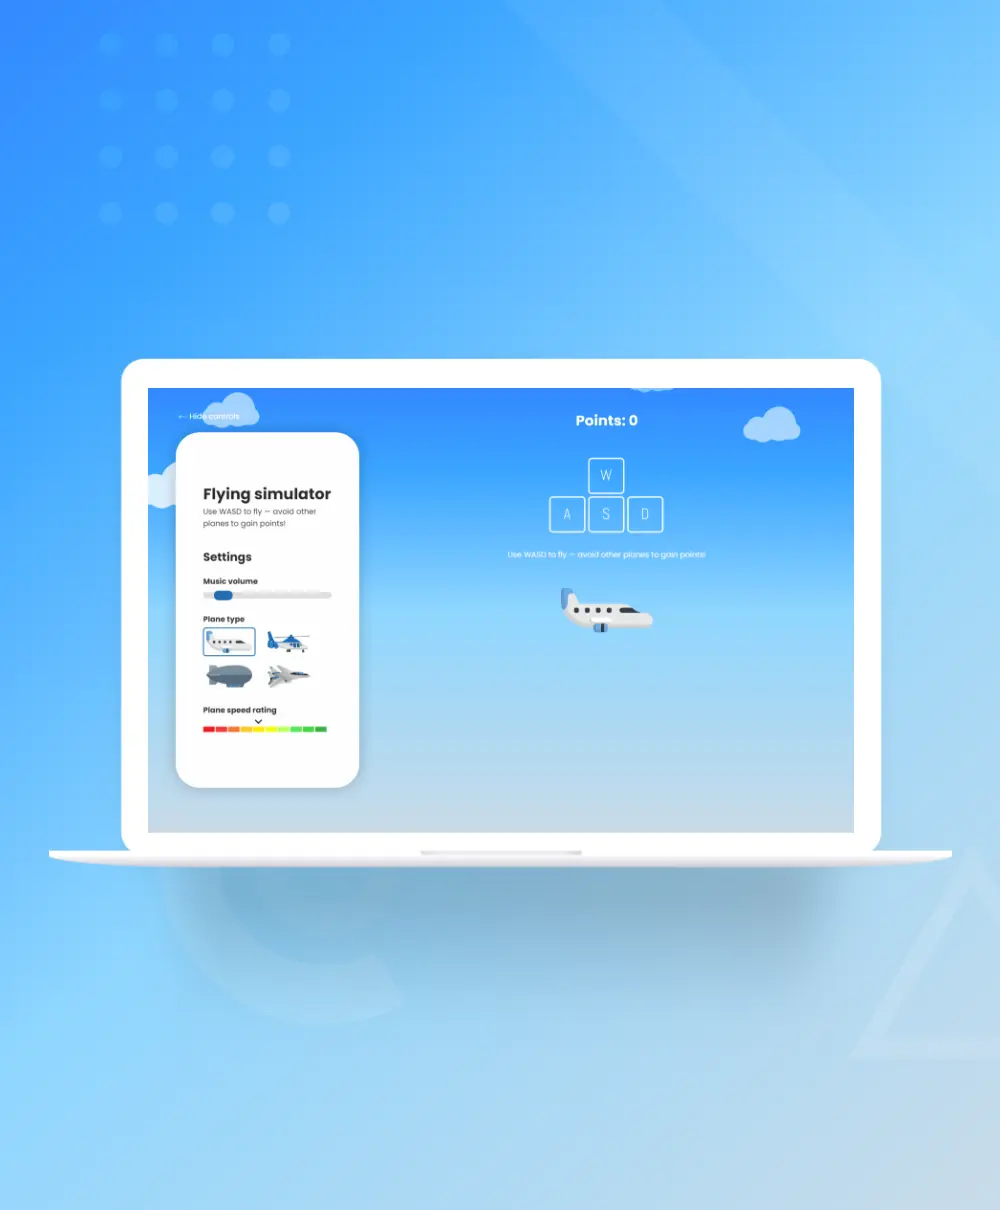 ← Hide controls
Points: 0
W
A S D
Use WASD to fly — avoid other planes to gain points!
Flying simulator
Use WASD to fly — avoid other
planes to gain points!
Settings
Music volume
Plane type
Plane speed rating